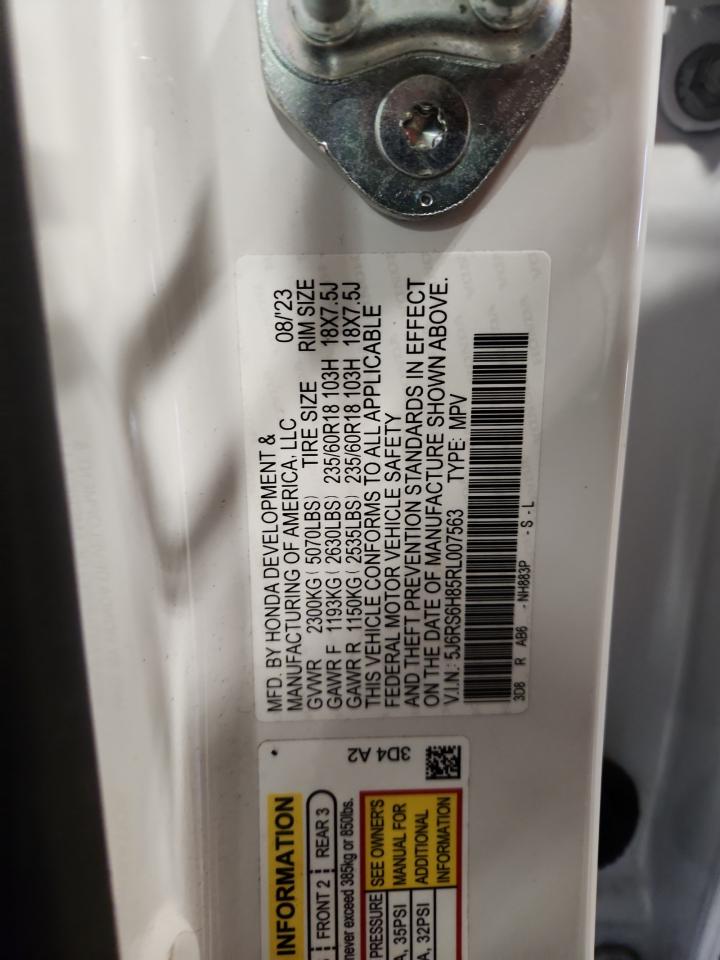 MFD. BY HONDA DEVELOPMENT &
MANUFACTURING OF AMERICA, LLC 08/'23
GVWR 2300KG ( 5070LBS) TIRE SIZE RIM SIZE
GAWR F 1193KG ( 2630LBS) 235/60R18 103H 18X7.5J
GAWR R 1150KG ( 2535LBS) 235/60R18 103H 18X7.5J
THIS VEHICLE CONFORMS TO ALL APPLICABLE
FEDERAL MOTOR VEHICLE SAFETY
AND THEFT PREVENTION STANDARDS IN EFFECT
ON THE DATE OF MANUFACTURE SHOWN ABOVE.
V.I.N.: 5J6RS6H85RL007563 TYPE: MPV
3D8 R AB6 -NH883P -S-L
3D4 A2
INFORMATION
FRONT 2 REAR 3
never exceed 385kg or 850lbs.
PRESSURE SEE OWNER'S
35PSI MANUAL FOR
32PSI ADDITIONAL
INFORMATION